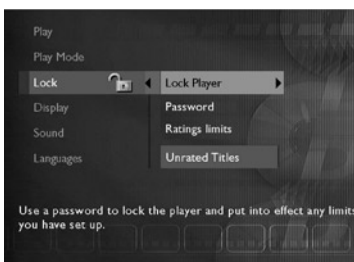 Play
Play Mode
Lock
Lock Player
Display
Password
Sound
Ratings limits
Languages
Unrated Titles
Use a password to lock the player and put into effect any limits
you have set up.